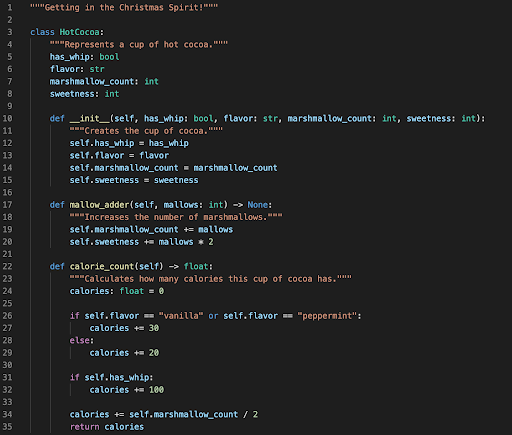 1 """Getting in the Christmas Spirit!"""
2
3 class HotCocoa:
4     """Represents a cup of hot cocoa."""
5     has_whip: bool
6     flavor: str
7     marshmallow_count: int
8     sweetness: int
9
10     def __init__(self, has_whip: bool, flavor: str, marshmallow_count: int, sweetness: int):
11         """Creates the cup of cocoa."""
12         self.has_whip = has_whip
13         self.flavor = flavor
14         self.marshmallow_count = marshmallow_count
15         self.sweetness = sweetness
16
17     def mallow_adder(self, mallows: int) -> None:
18         """Increases the number of marshmallows."""
19         self.marshmallow_count += mallows
20         self.sweetness += mallows * 2
21
22     def calorie_count(self) -> float:
23         """Calculates how many calories this cup of cocoa has."""
24         calories: float = 0
25
26         if self.flavor == "vanilla" or self.flavor == "peppermint":
27             calories += 30
28         else:
29             calories += 20
30
31         if self.has_whip:
32             calories += 100
33
34         calories += self.marshmallow_count / 2
35         return calories